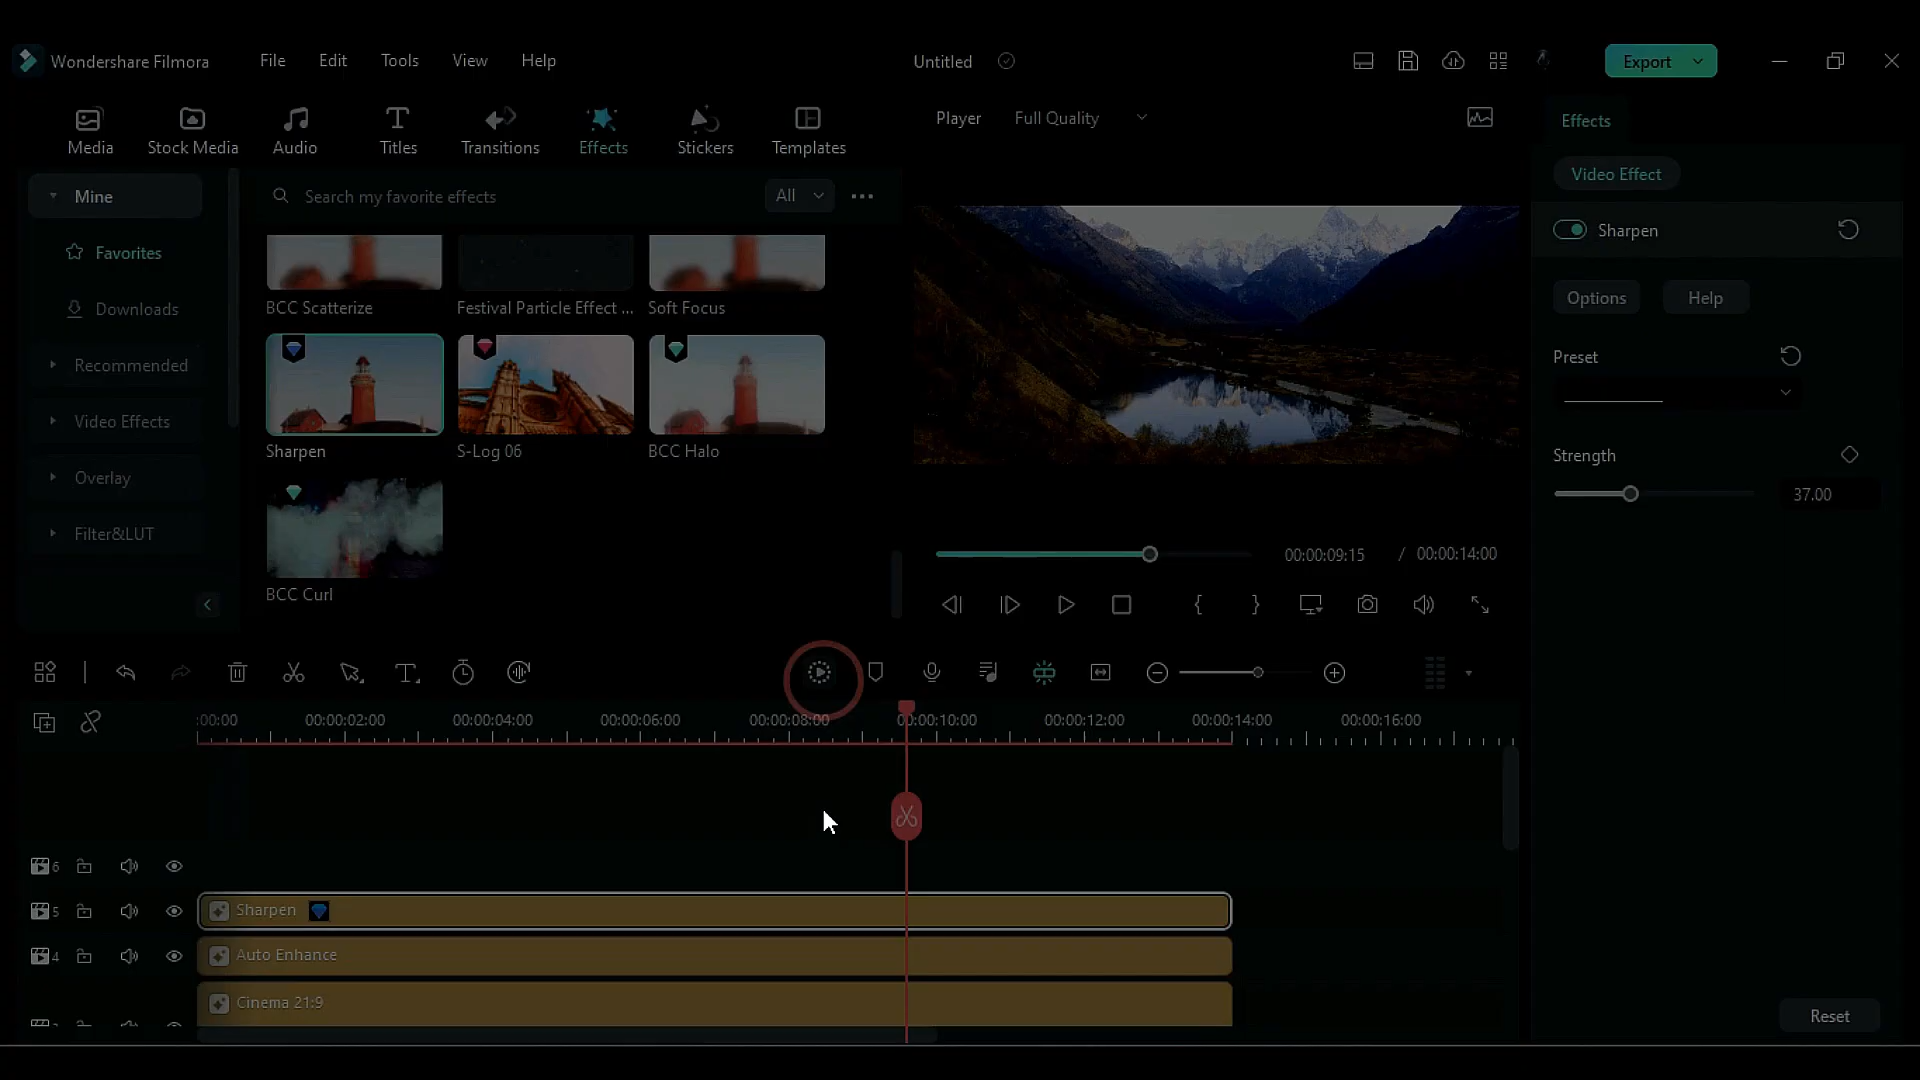 Wondershare Filmora File Edit Tools View Help Untitled Export
Media Stock Media Audio Titles Transitions Effects Stickers Templates
Player Full Quality
Effects
Video Effect
Mine
Search my favorite effects All
Sharpen
Favorites
Downloads
Recommended
Video Effects
Overlay
Filter&LUT
BCC Scatterize Festival Particle Effect ... Soft Focus
Sharpen S-Log 06 BCC Halo
BCC Curl
Options Help
Preset
Strength
37.00
00:00:09:15 / 00:00:14:00
:00:00 00:00:02:00 00:00:04:00 00:00:06:00 00:00:08:00 00:00:10:00 00:00:12:00 00:00:14:00 00:00:16:00
6
5 Sharpen
4 Auto Enhance
Cinema 21:9
Reset